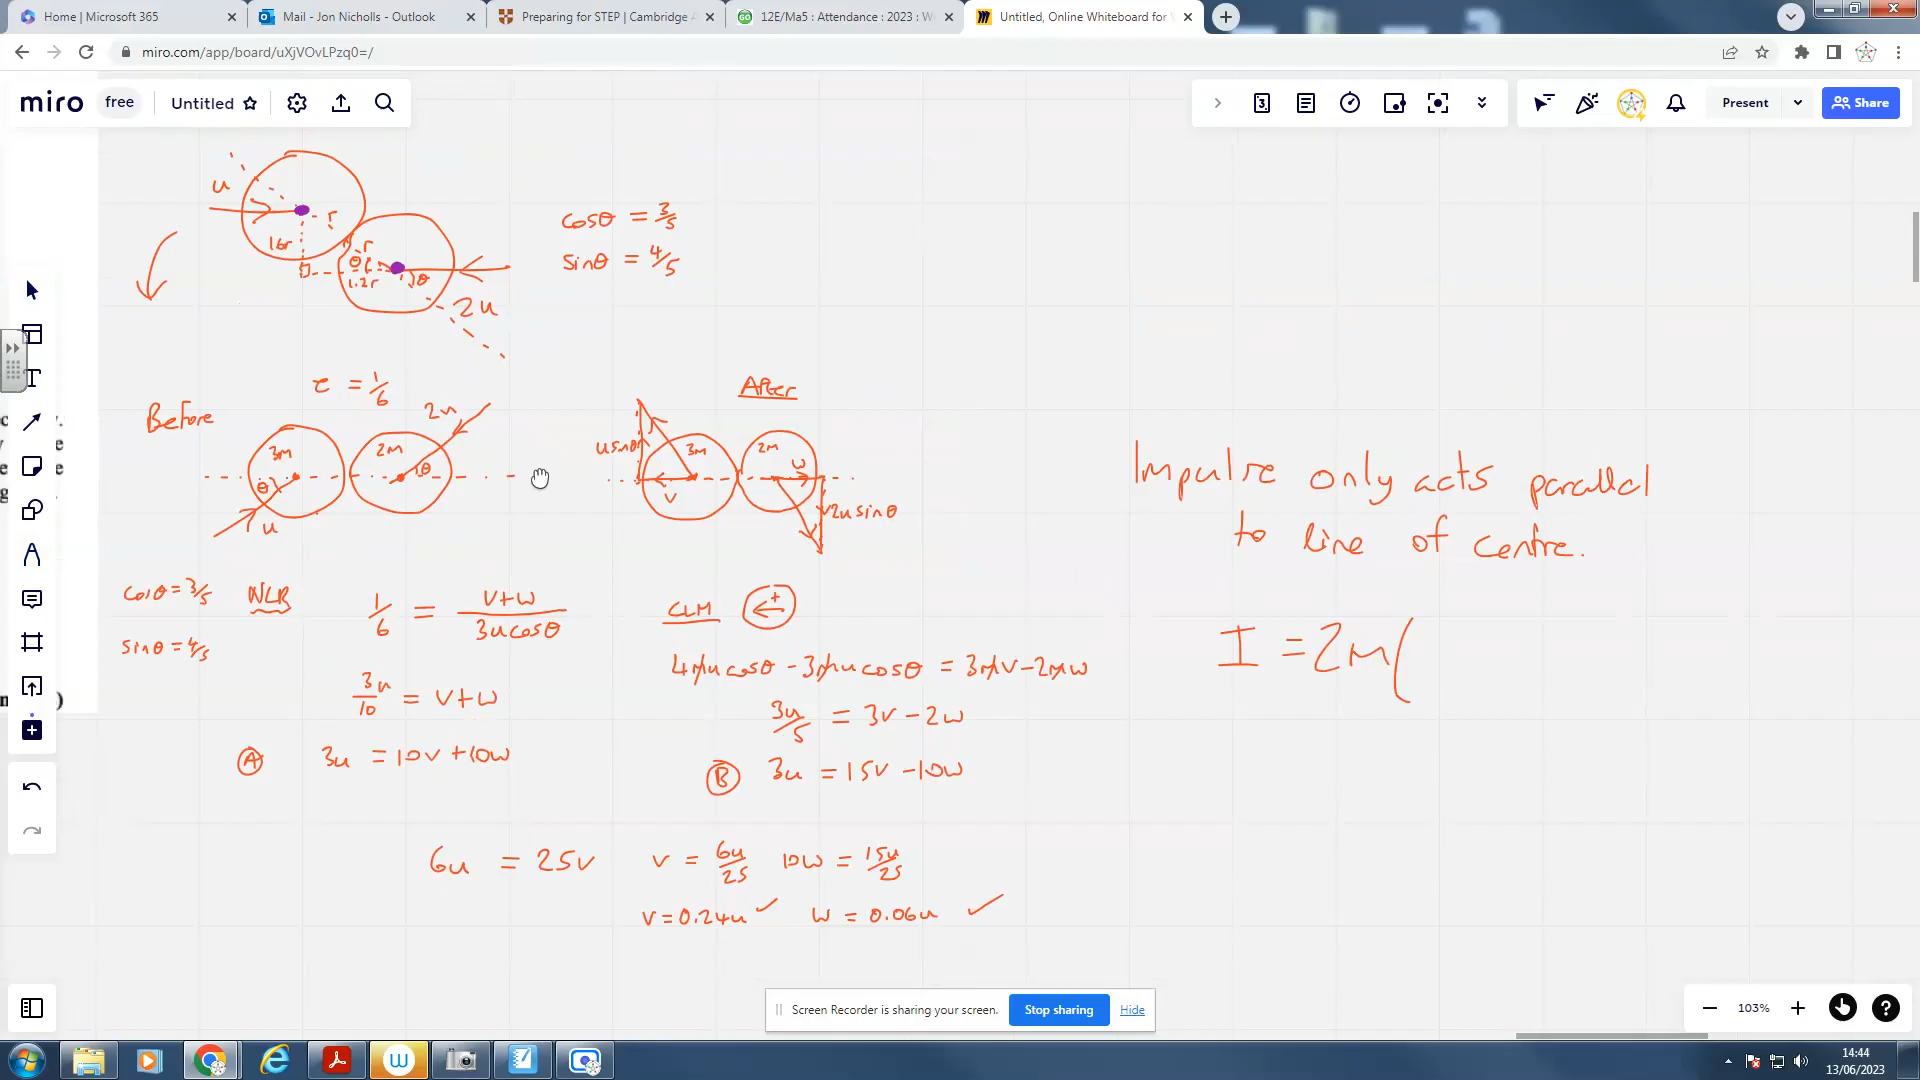 Home | Microsoft 365
Mail - Jon Nicholls - Outlook
Preparing for STEP | Cambridge A
12E/Ma5 : Attendance : 2023 : W
Untitled, Online Whiteboard for V
miro.com/app/board/uXjVOvLPzq0=/
miro free Untitled
Present
Share
u
r
16r
r
θ
1.2r
θ
2u
cosθ = 3/5
sinθ = 4/5
e = 1/6
Before
After
3m
2m
2u
θ
θ
u
usinθ
3m
2m
v
w
2usinθ
Impulse only acts parallel
to line of centre.
cosθ = 3/5
sinθ = 4/5
NLR
1/6 = v+w / 3ucosθ
CLM
+
4mucosθ - 3mucosθ = 3mv - 2mw
I = 2m(
3u/10 = v+w
3u/5 = 3v - 2w
A 3u = 10v + 10w
B 3u = 15v - 10w
6u = 25v
v = 6u/25
10w = 15u/25
v = 0.24u ✓
w = 0.06u ✓
Screen Recorder is sharing your screen.
Stop sharing
Hide
103%
14:44
13/06/2023